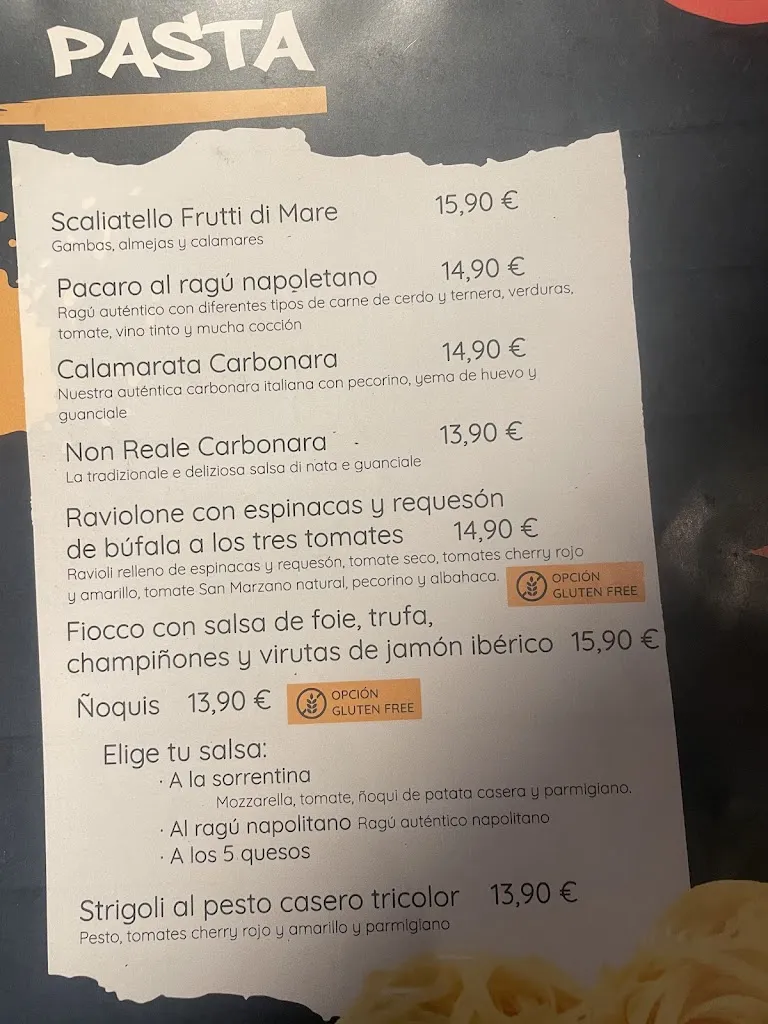 PASTA
Scaliatello Frutti di Mare 15,90 €
Gambas, almejas y calamares
Pacaro al ragú napoletano 14,90 €
Ragú auténtico con diferentes tipos de carne de cerdo y ternera, verduras,
tomate, vino tinto y mucha cocción
Calamarata Carbonara 14,90 €
Nuestra auténtica carbonara italiana con pecorino, yema de huevo y
guanciale
Non Reale Carbonara 13,90 €
La tradizionale e deliziosa salsa di nata e guanciale
Raviolone con espinacas y requesón
de búfala a los tres tomates 14,90 €
Ravioli relleno de espinacas y requesón, tomate seco, tomates cherry rojo
y amarillo, tomate San Marzano natural, pecorino y albahaca.
OPCIÓN
GLUTEN FREE
Fiocco con salsa de foie, trufa,
champiñones y virutas de jamón ibérico 15,90 €
Ñoquis 13,90 €
OPCIÓN
GLUTEN FREE
Elige tu salsa:
· A la sorrentina
Mozzarella, tomate, ñoqui de patata casera y parmigiano.
· Al ragú napolitano Ragú auténtico napolitano
· A los 5 quesos
Strigoli al pesto casero tricolor 13,90 €
Pesto, tomates cherry rojo y amarillo y parmigiano